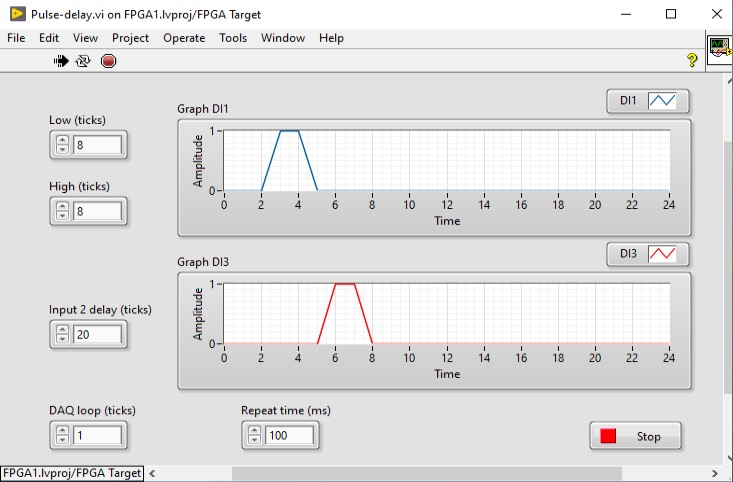 Pulse-delay.vi on FPGA1.lvproj/FPGA Target
File Edit View Project Operate Tools Window Help
?
Low (ticks)
8
High (ticks)
8
Graph DI1
DI1
Amplitude
1
0
0 2 4 6 8 10 12 14 16 18 20 22 24
Time
Graph DI3
DI3
Input 2 delay (ticks)
20
Amplitude
1
0
0 2 4 6 8 10 12 14 16 18 20 22 24
Time
DAQ loop (ticks)
1
Repeat time (ms)
100
Stop
FPGA1.lvproj/FPGA Target